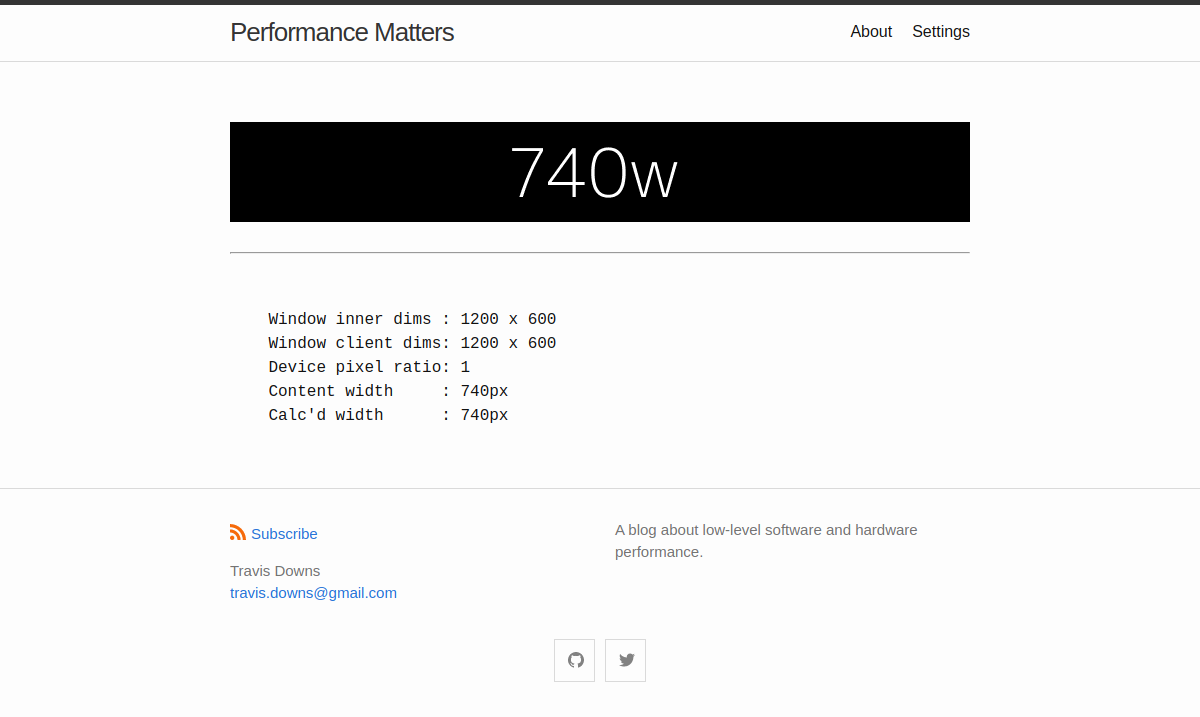 Performance Matters
About Settings
740w
Window inner dims : 1200 x 600
Window client dims: 1200 x 600
Device pixel ratio: 1
Content width     : 740px
Calc'd width      : 740px
Subscribe
Travis Downs
travis.downs@gmail.com
A blog about low-level software and hardware
performance.